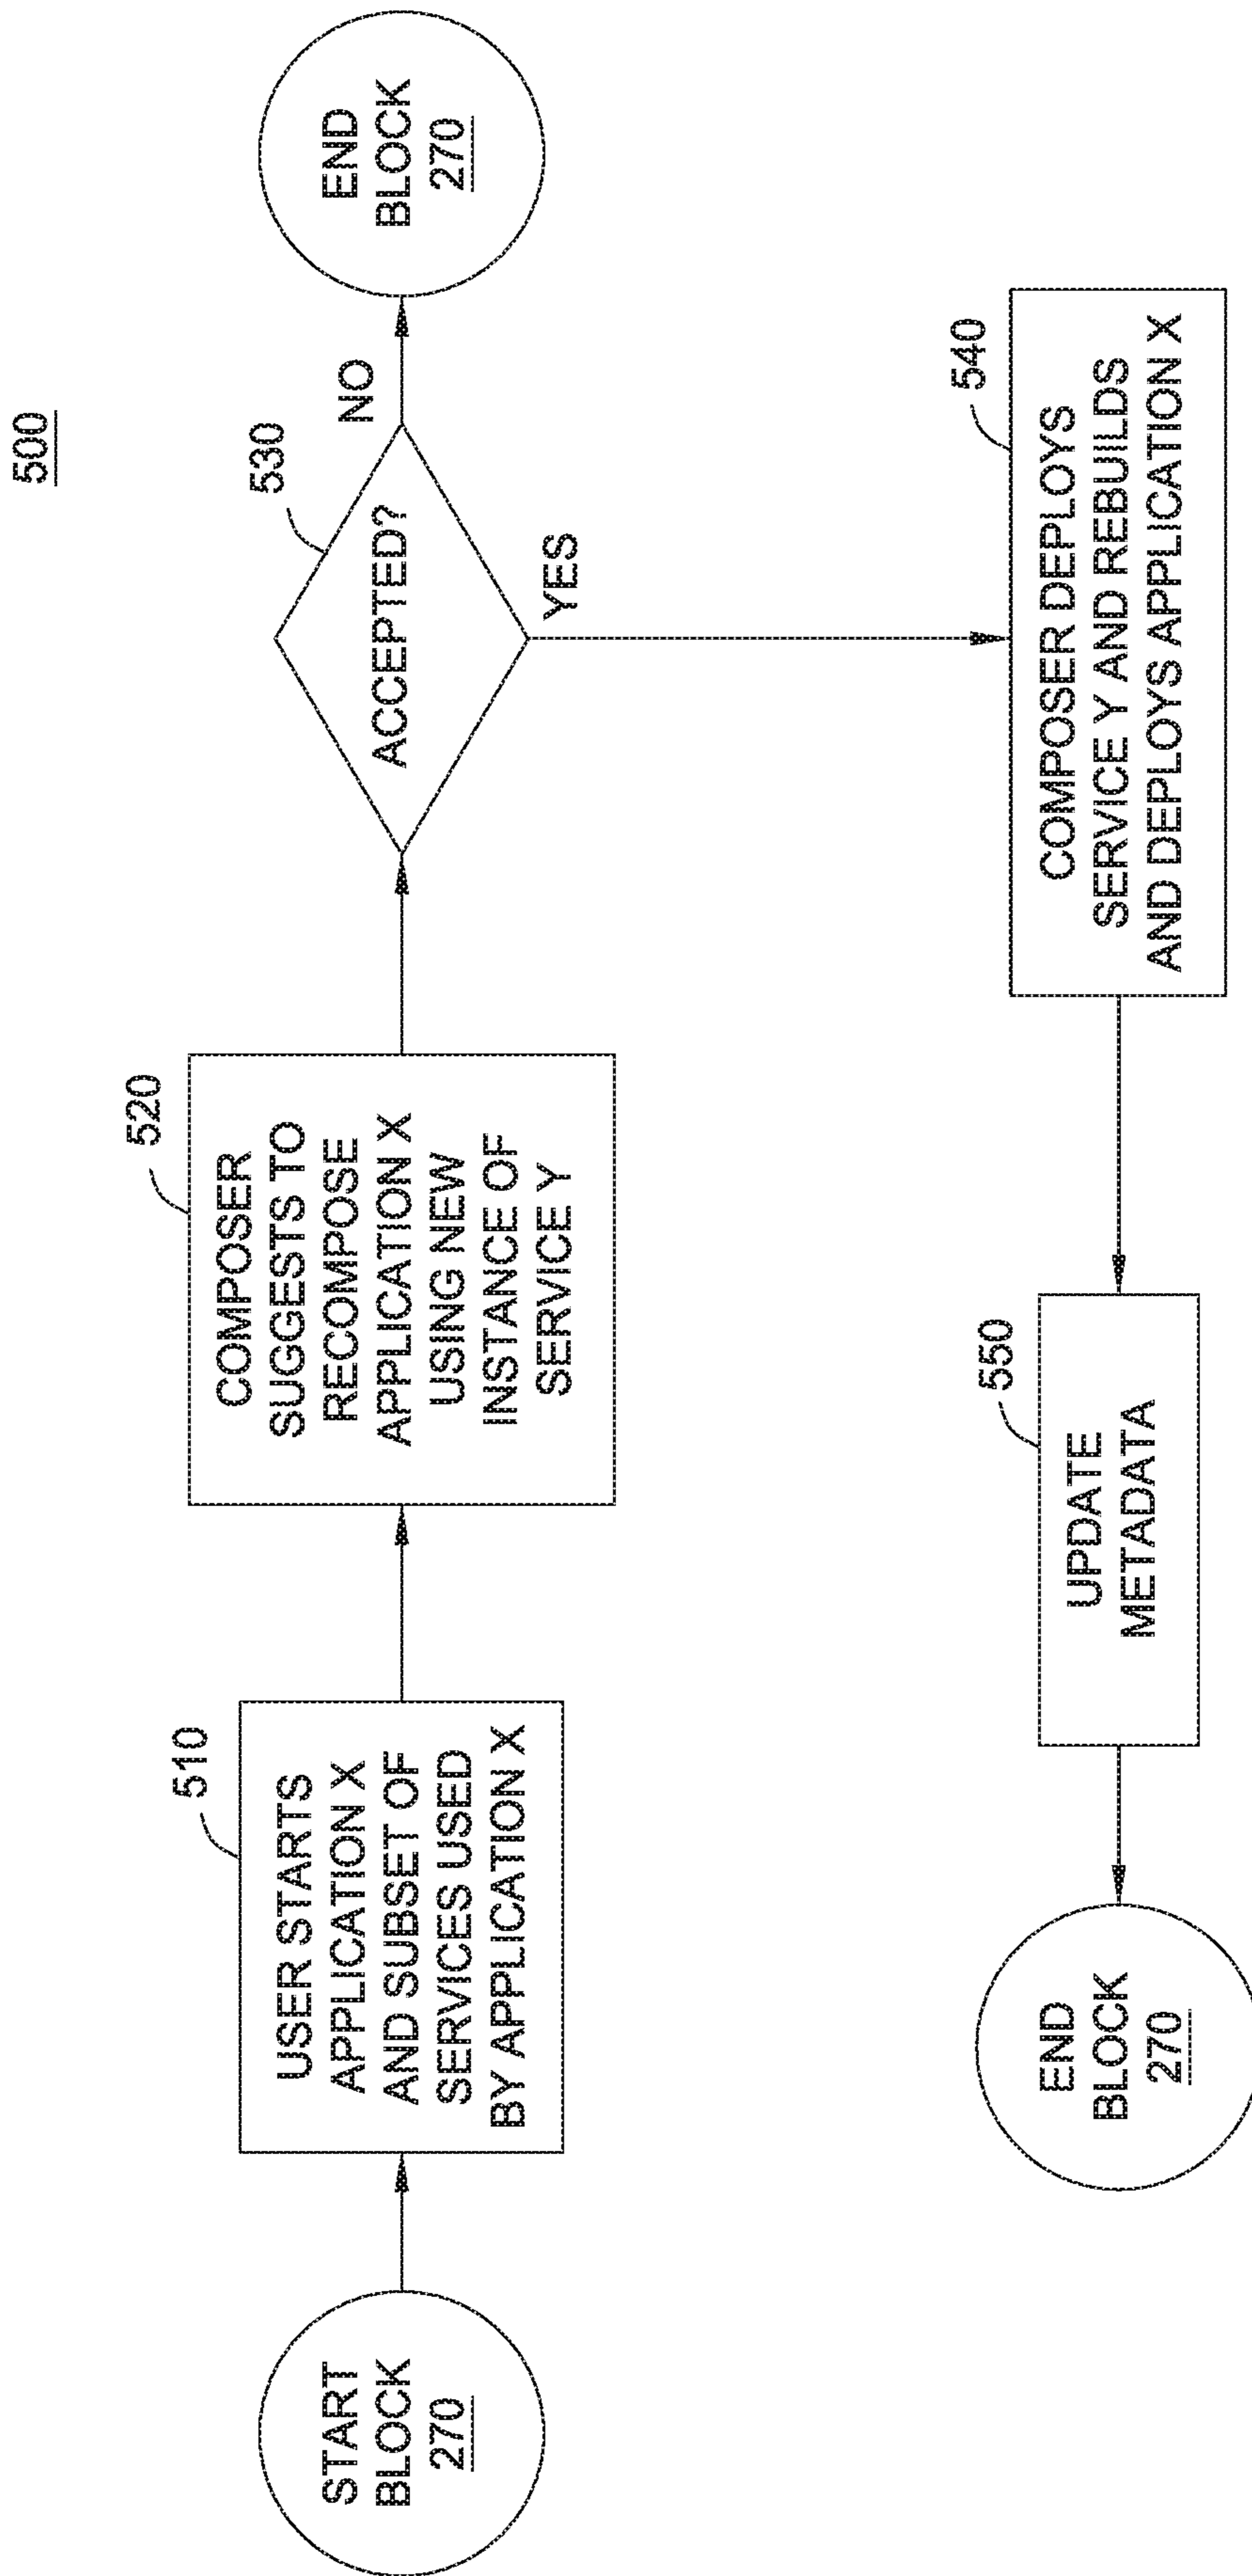 500
START
BLOCK
270
510
USER STARTS
APPLICATION X
AND SUBSET OF
SERVICES USED
BY APPLICATION X
520
COMPOSER
SUGGESTS TO
RECOMPOSE
APPLICATION X
USING NEW
INSTANCE OF
SERVICE Y
530
ACCEPTED?
NO
END
BLOCK
270
YES
540
COMPOSER DEPLOYS
SERVICE Y AND REBUILDS
AND DEPLOYS APPLICATION X
550
UPDATE
METADATA
END
BLOCK
270